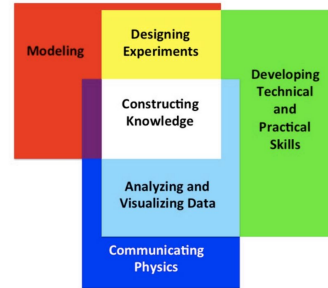 Modeling
Designing
Experiments
Developing
Technical
and
Practical
Skills
Constructing
Knowledge
Analyzing and
Visualizing Data
Communicating
Physics